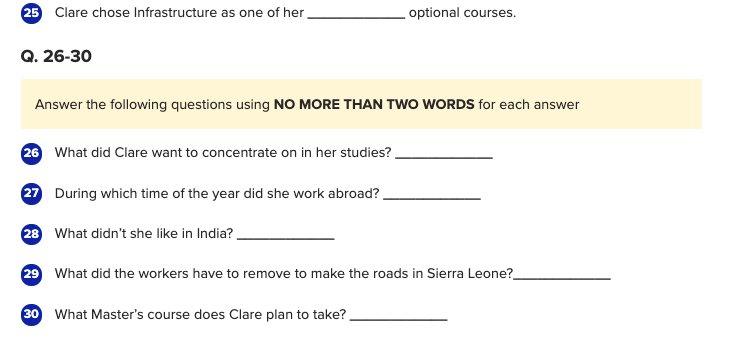 25 Clare chose Infrastructure as one of her ____________ optional courses.
Q. 26-30
Answer the following questions using NO MORE THAN TWO WORDS for each answer
26 What did Clare want to concentrate on in her studies? ____________
27 During which time of the year did she work abroad? ____________
28 What didn’t she like in India? ____________
29 What did the workers have to remove to make the roads in Sierra Leone?____________
30 What Master’s course does Clare plan to take? ____________